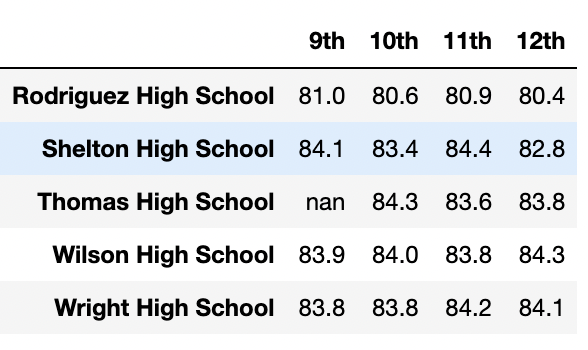 9th 10th 11th 12th
Rodriguez High School 81.0 80.6 80.9 80.4
Shelton High School 84.1 83.4 84.4 82.8
Thomas High School nan 84.3 83.6 83.8
Wilson High School 83.9 84.0 83.8 84.3
Wright High School 83.8 83.8 84.2 84.1